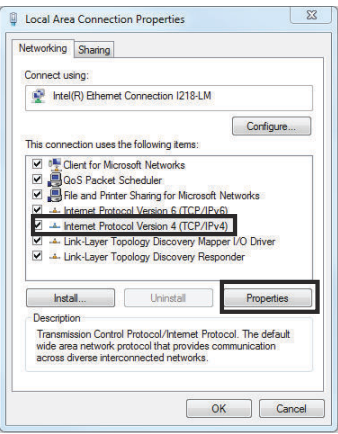 Local Area Connection Properties
Networking Sharing
Connect using:
Intel(R) Ethernet Connection I218-LM
Configure...
This connection uses the following items:
Client for Microsoft Networks
QoS Packet Scheduler
File and Printer Sharing for Microsoft Networks
Internet Protocol Version 6 (TCP/IPv6)
Internet Protocol Version 4 (TCP/IPv4)
Link-Layer Topology Discovery Mapper I/O Driver
Link-Layer Topology Discovery Responder
Install... Uninstall Properties
Description
Transmission Control Protocol/Internet Protocol. The default
wide area network protocol that provides communication
across diverse interconnected networks.
OK Cancel